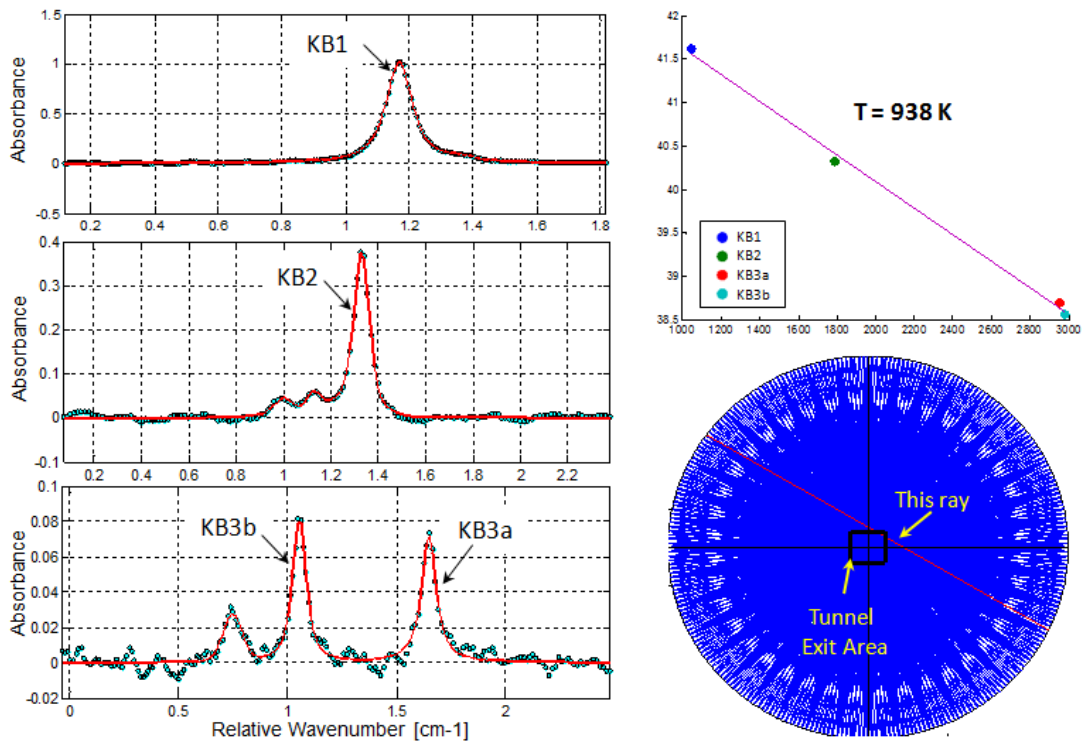 1.5
1
0.5
0
-0.5
Absorbance
KB1
0.2 0.4 0.6 0.8 1 1.2 1.4 1.6 1.8
0.4
0.3
0.2
0.1
0
-0.1
Absorbance
KB2
0.2 0.4 0.6 0.8 1 1.2 1.4 1.6 1.8 2 2.2
0.1
0.08
0.06
0.04
0.02
0
-0.02
Absorbance
KB3b
KB3a
0 0.5 1 1.5 2
Relative Wavenumber [cm-1]
42
41.5
41
40.5
40
39.5
39
38.5
T = 938 K
KB1
KB2
KB3a
KB3b
1000 1200 1400 1600 1800 2000 2200 2400 2600 2800 3000
This ray
Tunnel
Exit Area